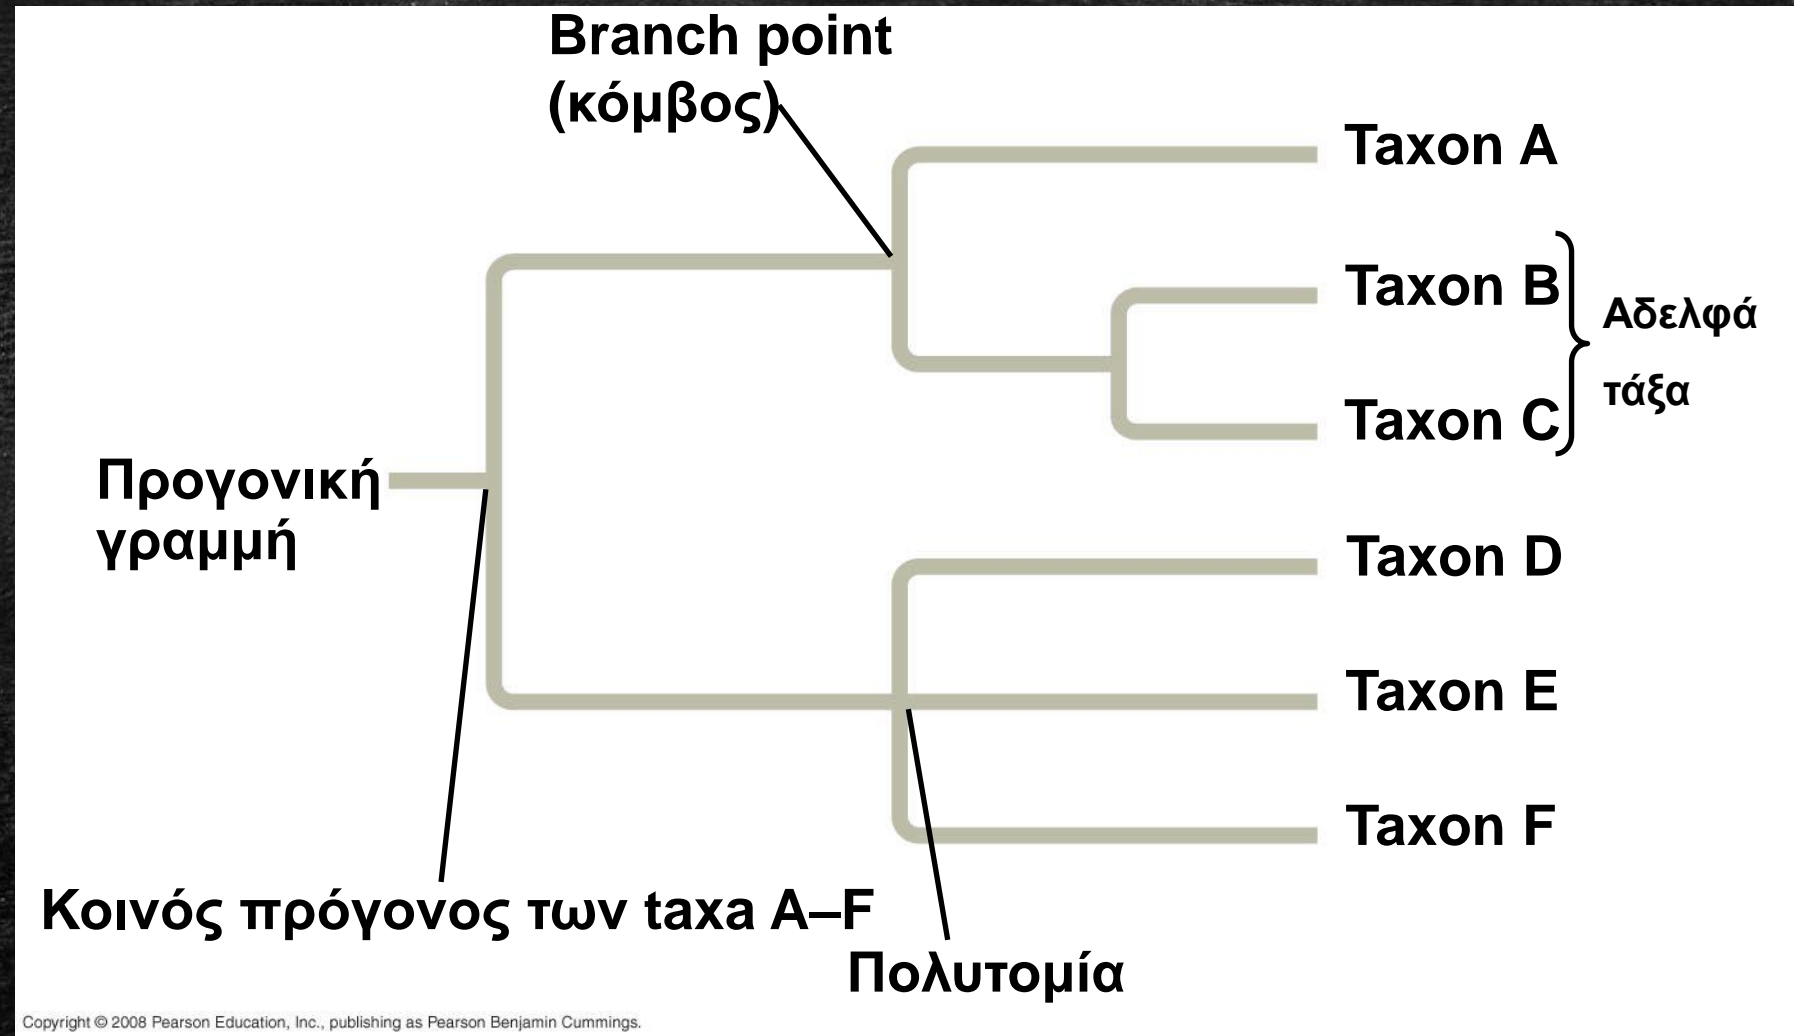 Branch point
(κόμβος)
Taxon A
Taxon B
Αδελφά
τάξα
Taxon C
Προγονική
γραμμή
Taxon D
Taxon E
Taxon F
Κοινός πρόγονος των taxa A–F
Πολυτομία
Copyright © 2008 Pearson Education, Inc., publishing as Pearson Benjamin Cummings.